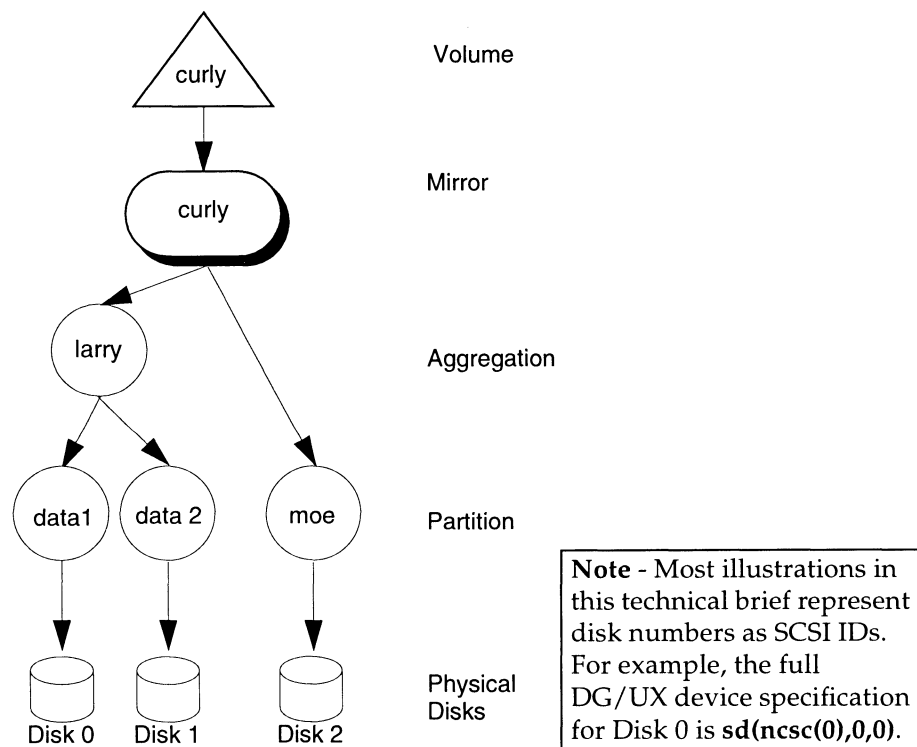 curly
Volume
curly
Mirror
larry
Aggregation
data1
data 2
moe
Partition
Disk 0
Disk 1
Disk 2
Physical
Disks
Note - Most illustrations in
this technical brief represent
disk numbers as SCSI IDs.
For example, the full
DG/UX device specification
for Disk 0 is sd(ncsc(0),0,0).